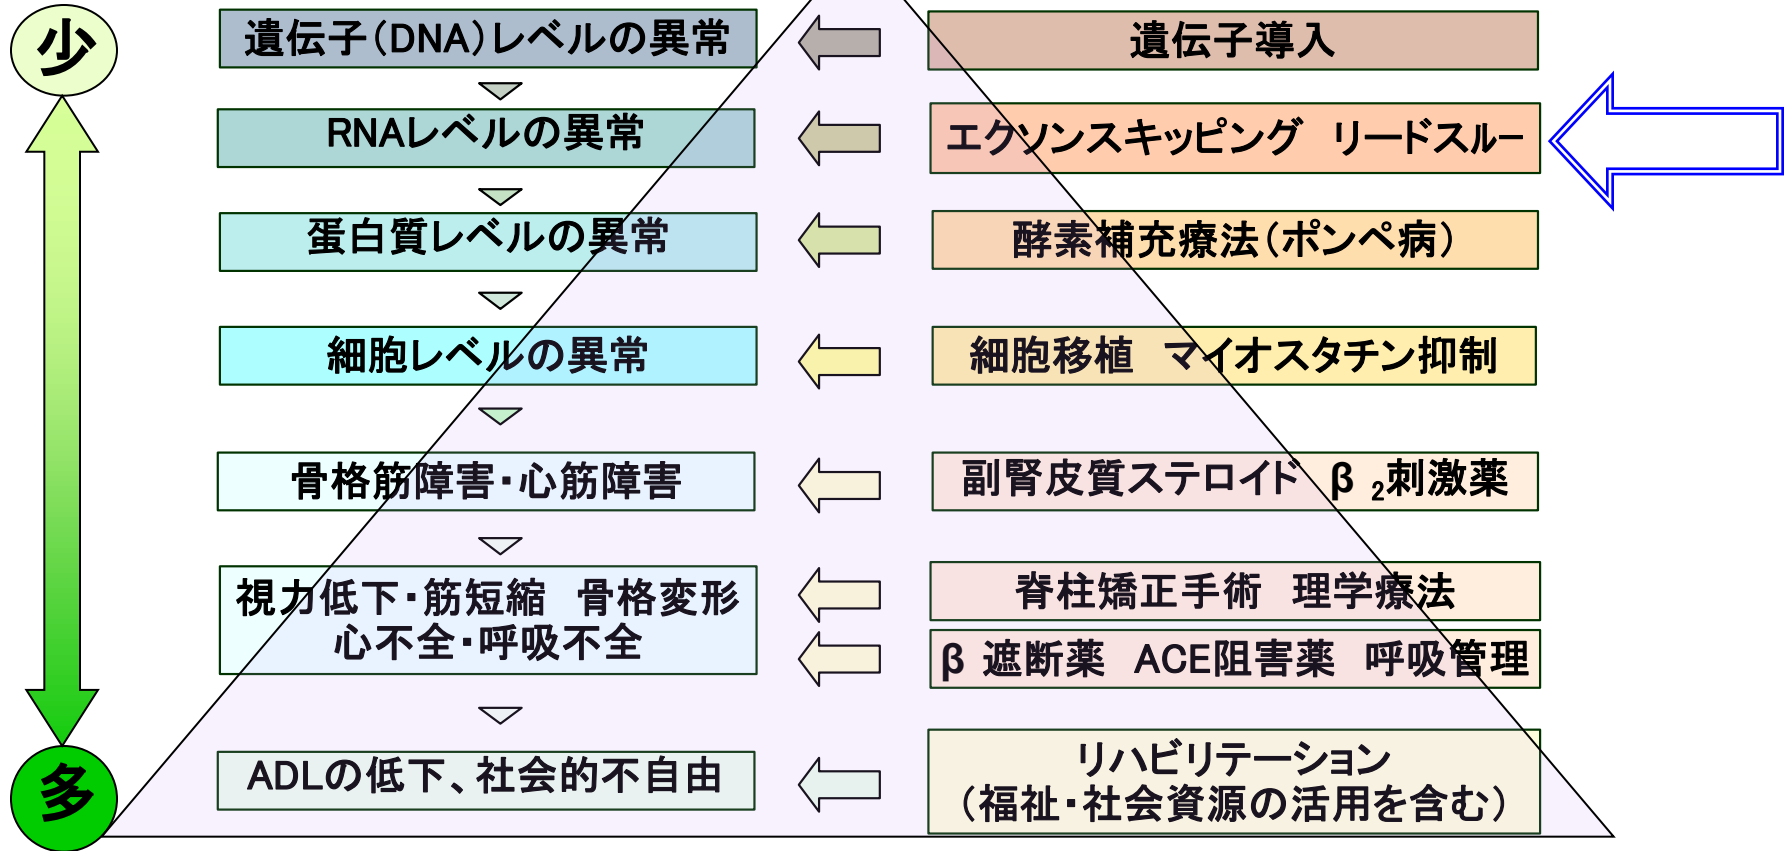 少
遺伝子（DNA）レベルの異常
遺伝子導入
RNAレベルの異常
エクソンスキッピング　リードスルー
蛋白質レベルの異常
酵素補充療法（ポンペ病）
細胞レベルの異常
細胞移植　マイオスタチン抑制
骨格筋障害・心筋障害
副腎皮質ステロイド　β2刺激薬
視力低下・筋短縮　骨格変形
心不全・呼吸不全
脊柱矯正手術　理学療法
β遮断薬　ACE阻害薬　呼吸管理
多
ADLの低下、社会的不自由
リハビリテーション
（福祉・社会資源の活用を含む）